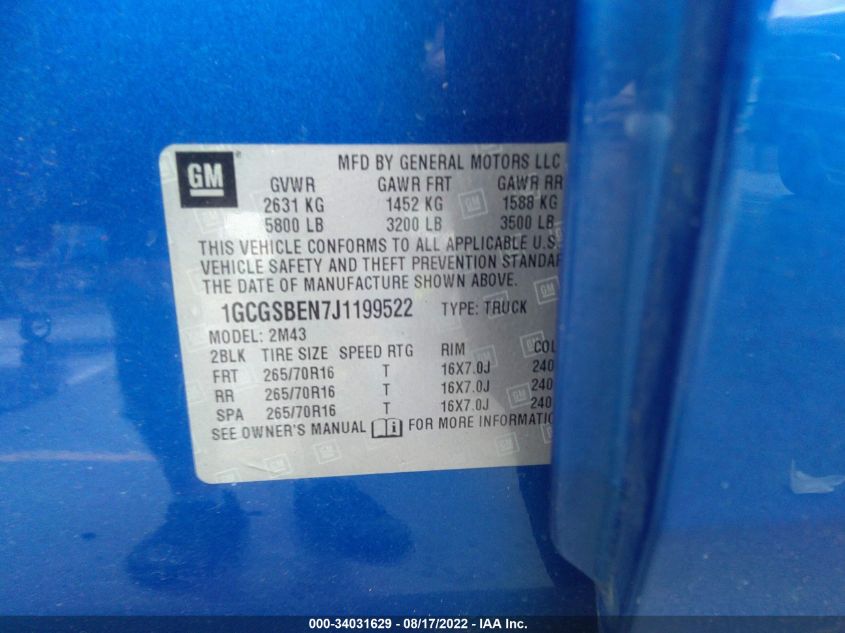 GM ®
MFD BY GENERAL MOTORS LLC
GVWR GAWR FRT GAWR RR
2631 KG 1452 KG 1588 KG
5800 LB 3200 LB 3500 LB
THIS VEHICLE CONFORMS TO ALL APPLICABLE U.S.
VEHICLE SAFETY AND THEFT PREVENTION STANDAR
THE DATE OF MANUFACTURE SHOWN ABOVE.
1GCGSBEN7J1199522 TYPE: TRUCK
MODEL: 2M43
2BLK TIRE SIZE SPEED RTG RIM COL
FRT 265/70R16 T 16X7.0J 240
RR 265/70R16 T 16X7.0J 240
SPA 265/70R16 T 16X7.0J 240
SEE OWNER'S MANUAL i FOR MORE INFORMATIO
000-34031629 - 08/17/2022 - IAA Inc.